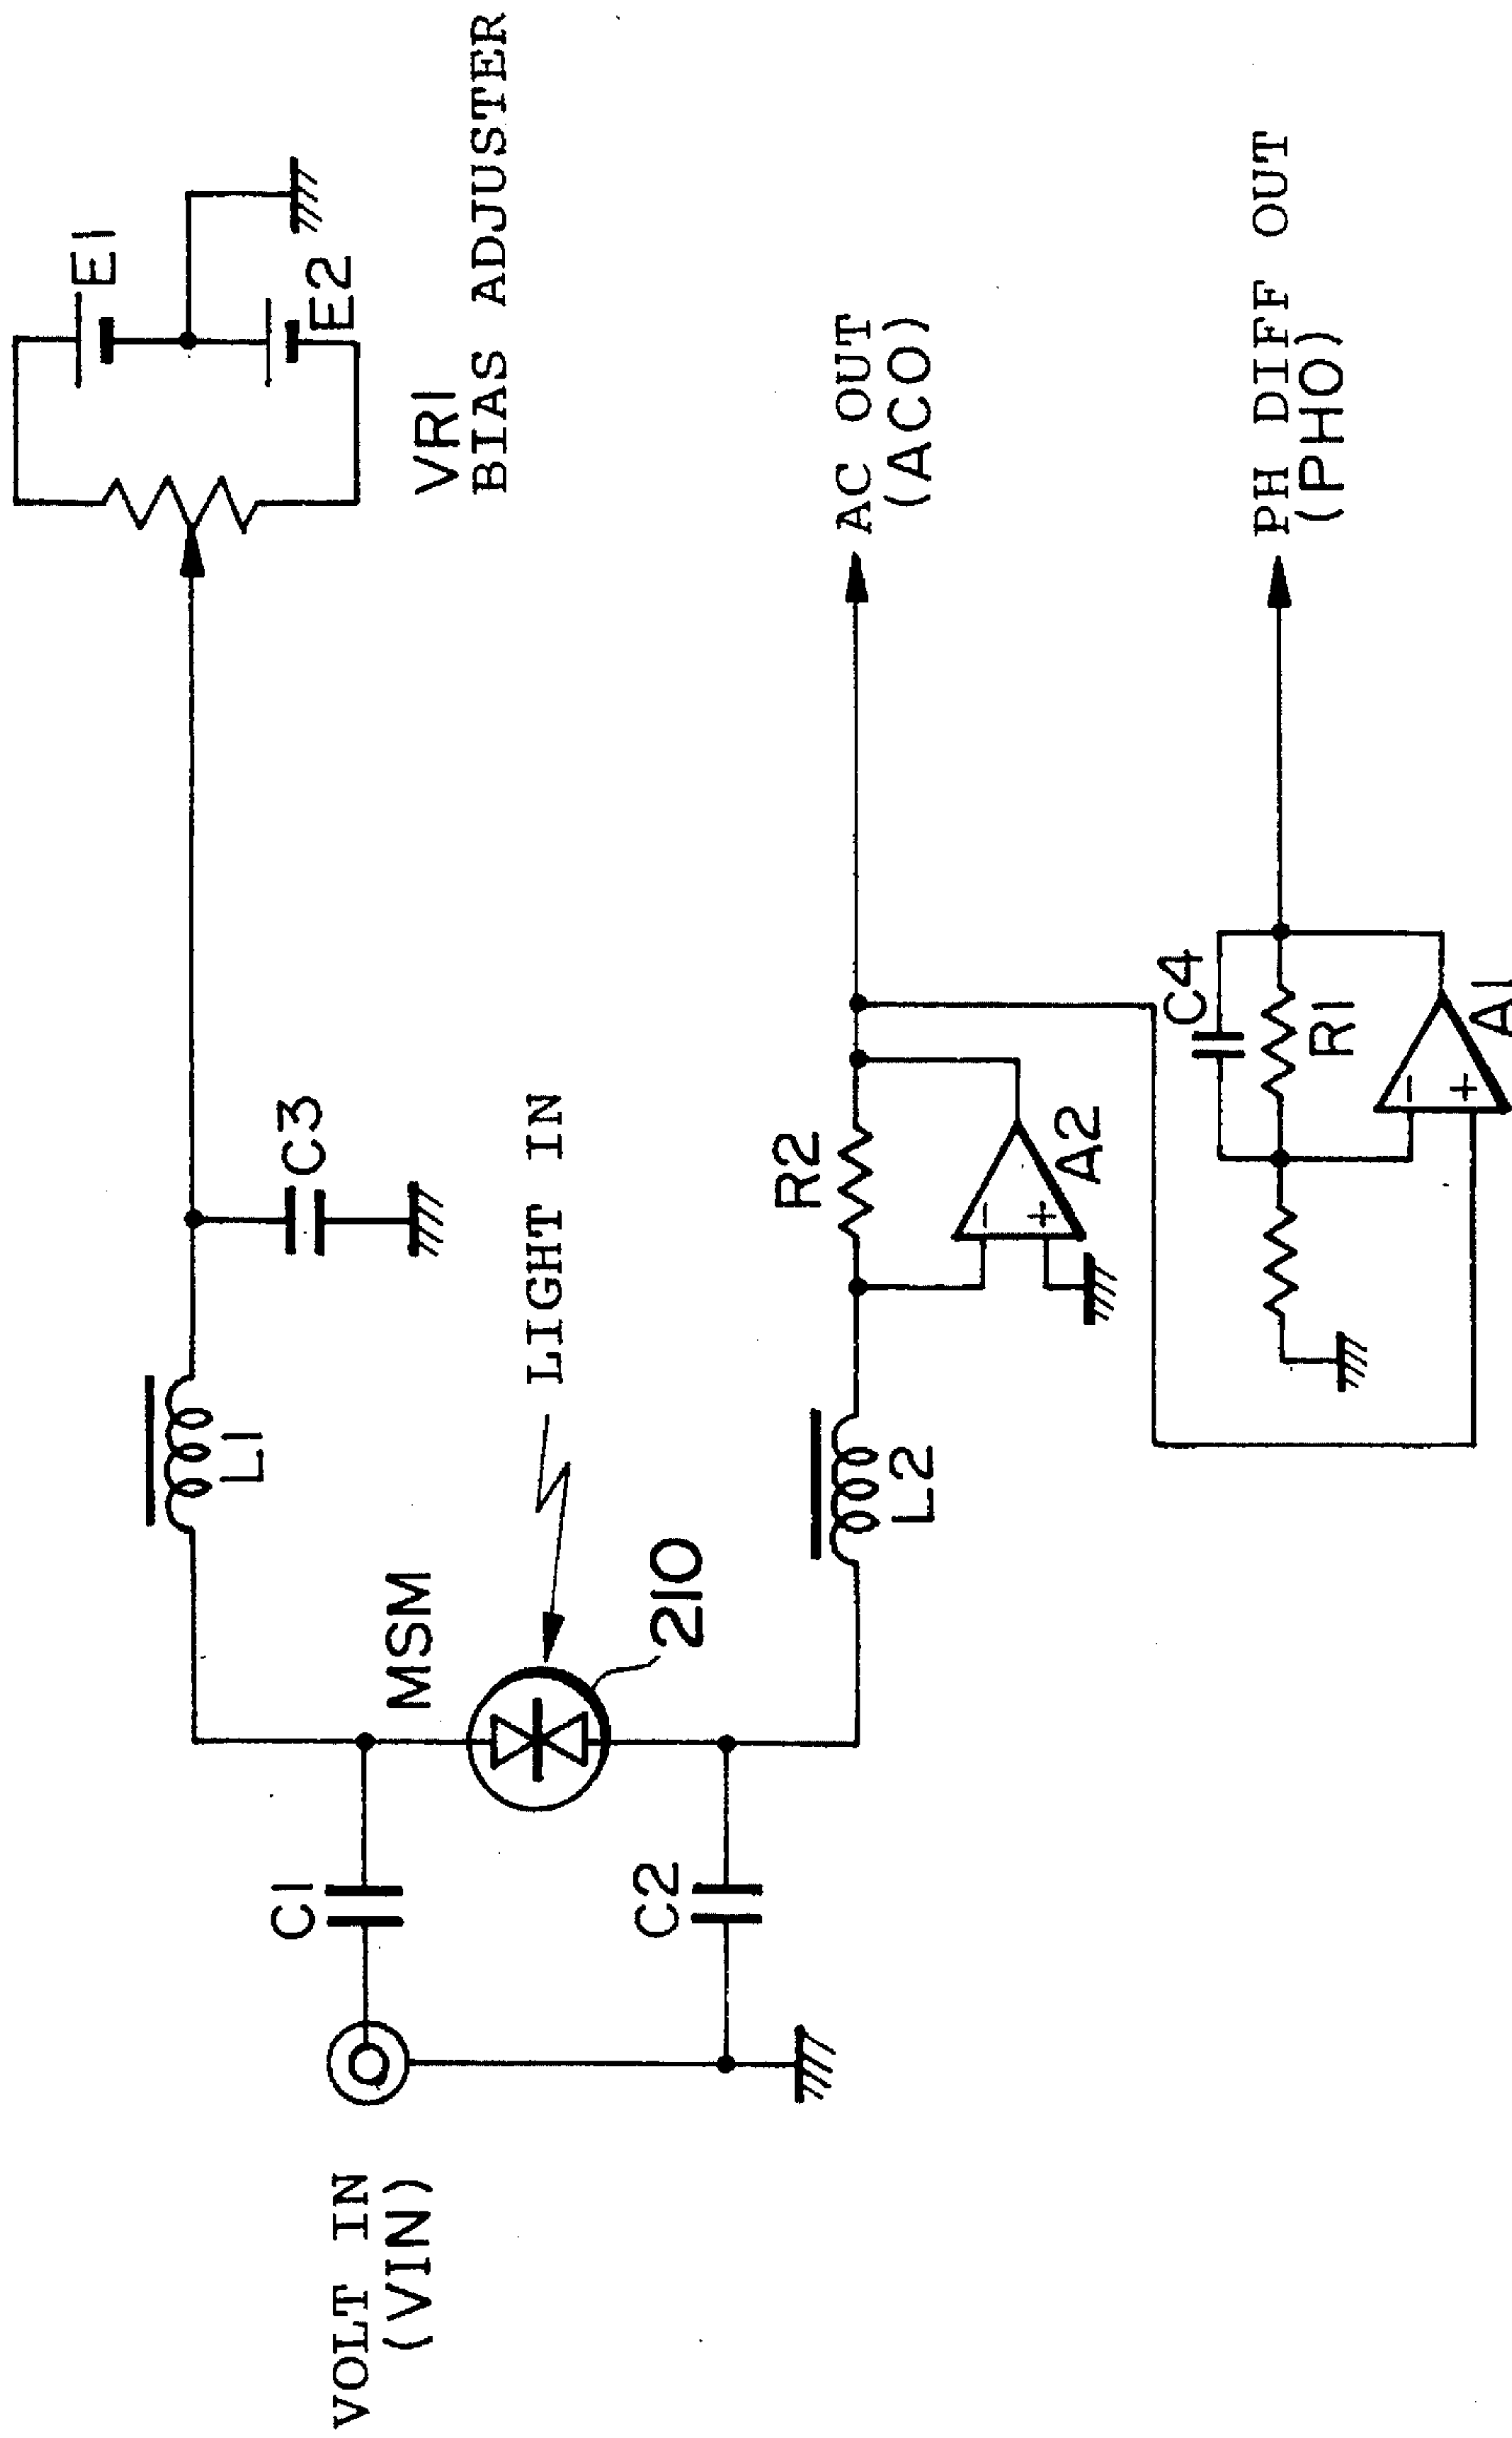 E1
E2
VR1
BIAS ADJUSTER
L1
C3
MSM
LIGHT IN
210
C1
VOLT IN
(VIN)
C2
R2
AC OUT
(ACO)
L2
-
+
A2
C4
PH DIFF OUT
(PHO)
R1
-
+
A1